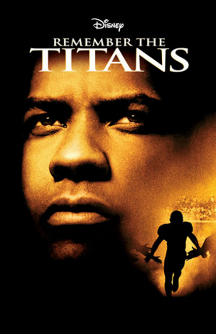 Disney
REMEMBER THE
TITANS